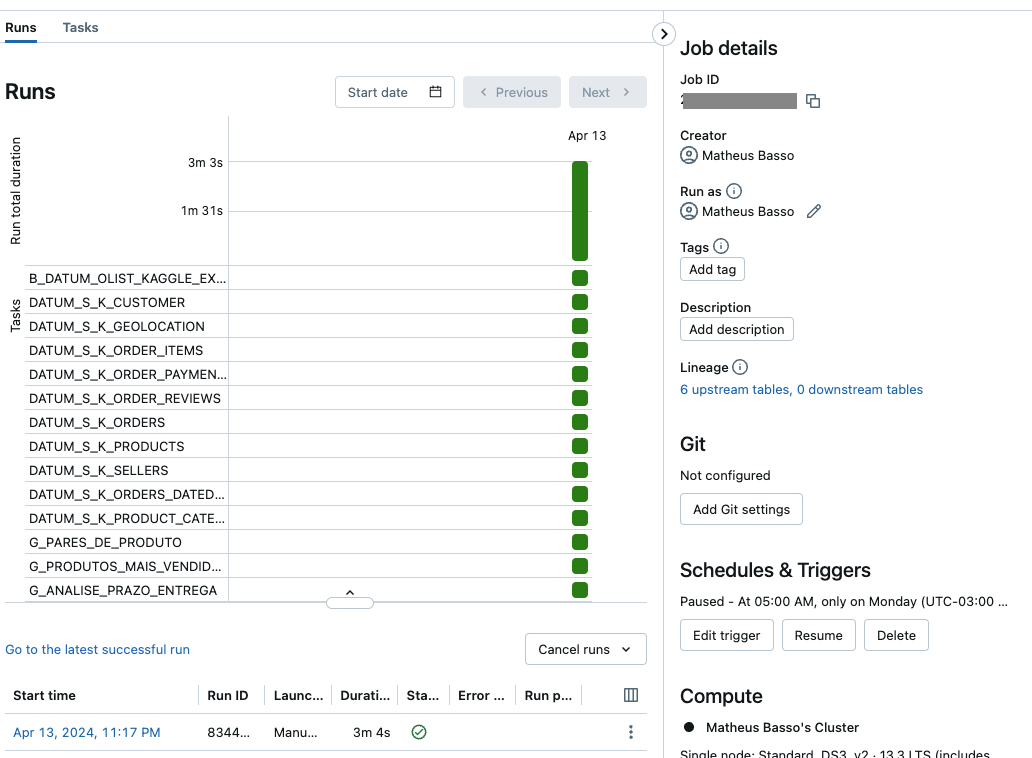 Runs
Tasks
Runs
Start date
Previous
Next
Apr 13
Run total duration
3m 3s
1m 31s
Tasks
B_DATUM_OLIST_KAGGLE_EX...
DATUM_S_K_CUSTOMER
DATUM_S_K_GEOLOCATION
DATUM_S_K_ORDER_ITEMS
DATUM_S_K_ORDER_PAYMEN...
DATUM_S_K_ORDER_REVIEWS
DATUM_S_K_ORDERS
DATUM_S_K_PRODUCTS
DATUM_S_K_SELLERS
DATUM_S_K_ORDERS_DATED...
DATUM_S_K_PRODUCT_CATE...
G_PARES_DE_PRODUTO
G_PRODUTOS_MAIS_VENDID...
G_ANALISE_PRAZO_ENTREGA
Go to the latest successful run
Cancel runs
Start time Run ID Launc... Durati... Sta... Error ... Run p...
Apr 13, 2024, 11:17 PM 8344... Manu... 3m 4s
Job details
Job ID
Creator
Matheus Basso
Run as
Matheus Basso
Tags
Add tag
Description
Add description
Lineage
6 upstream tables, 0 downstream tables
Git
Not configured
Add Git settings
Schedules & Triggers
Paused - At 05:00 AM, only on Monday (UTC-03:00 ...
Edit trigger
Resume
Delete
Compute
Matheus Basso's Cluster
Single node: Standard_DS3_v2 · 13.3 LTS (includes